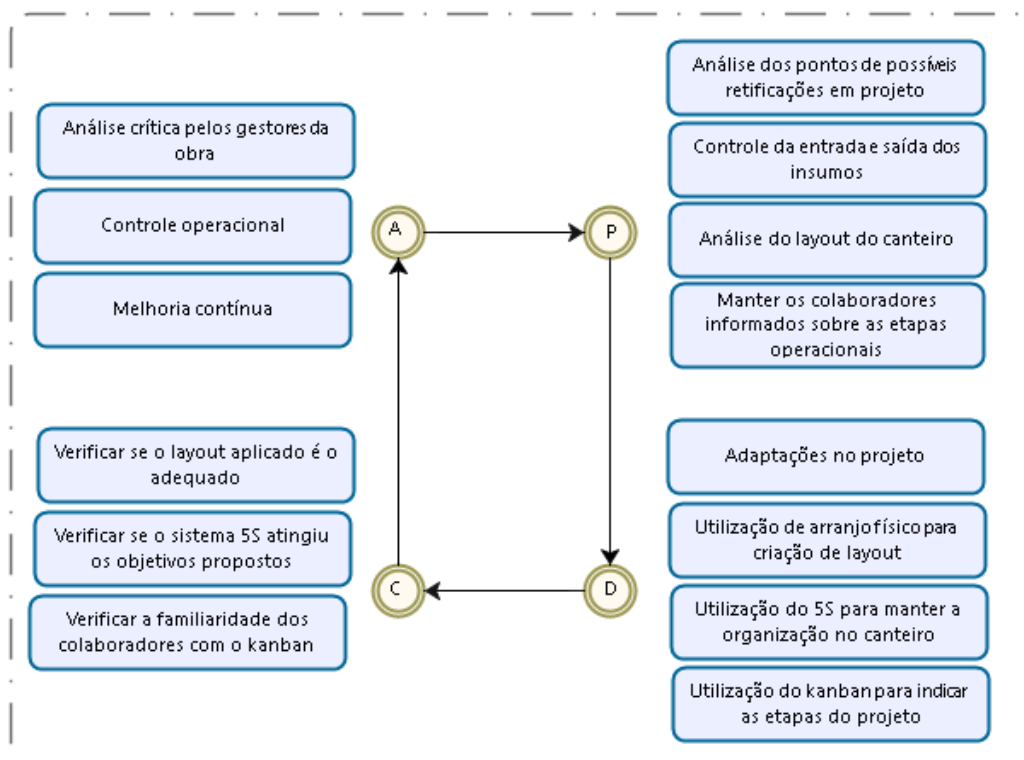 Análise crítica pelos gestores da
obra
Controle operacional
Melhoria contínua
A
P
Análise dos pontos de possíveis
retificações em projeto
Controle da entrada e saída dos
insumos
Análise do layout do canteiro
Manter os colaboradores
informados sobre as etapas
operacionais
Verificar se o layout aplicado é o
adequado
Verificar se o sistema 5S atingiu
os objetivos propostos
Verificar a familiaridade dos
colaboradores com o kanban
C
D
Adaptações no projeto
Utilização de arranjo físico para
criação de layout
Utilização do 5S para manter a
organização no canteiro
Utilização do kanban para indicar
as etapas do projeto